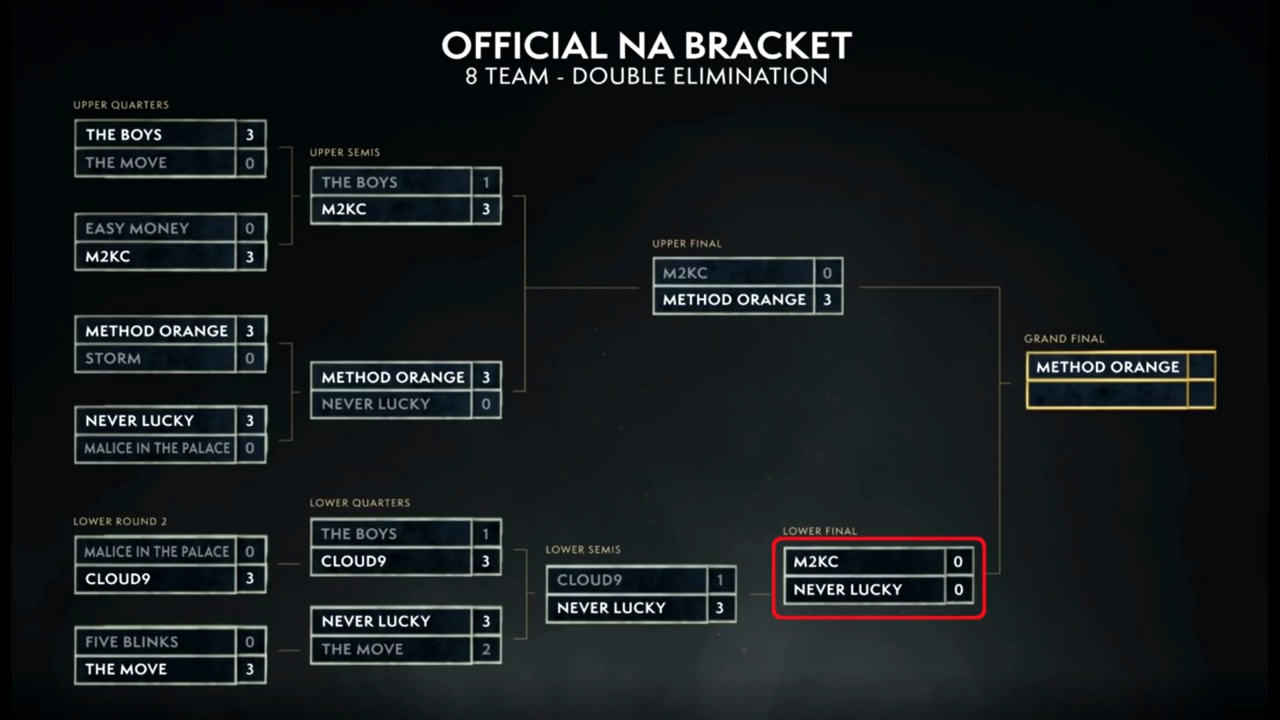 OFFICIAL NA BRACKET
8 TEAM - DOUBLE ELIMINATION
UPPER QUARTERS
THE BOYS 3
THE MOVE 0
EASY MONEY 0
M2KC 3
METHOD ORANGE 3
STORM 0
NEVER LUCKY 3
MALICE IN THE PALACE 0
UPPER SEMIS
THE BOYS 1
M2KC 3
METHOD ORANGE 3
NEVER LUCKY 0
UPPER FINAL
M2KC 0
METHOD ORANGE 3
GRAND FINAL
METHOD ORANGE
LOWER ROUND 2
MALICE IN THE PALACE 0
CLOUD9 3
FIVE BLINKS 0
THE MOVE 3
LOWER QUARTERS
THE BOYS 1
CLOUD9 3
NEVER LUCKY 3
THE MOVE 2
LOWER SEMIS
CLOUD9 1
NEVER LUCKY 3
LOWER FINAL
M2KC 0
NEVER LUCKY 0